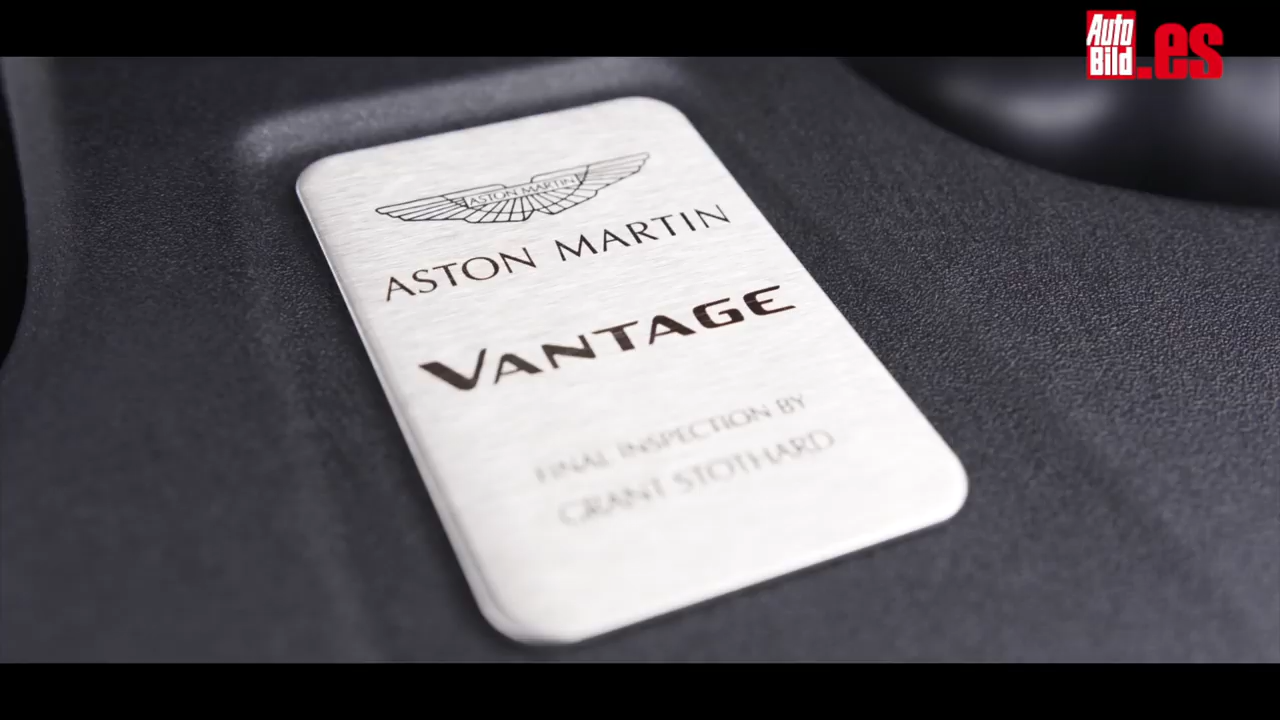 Auto
Bild
.es
ASTON MARTIN
ASTON MARTIN
VANTAGE
FINAL INSPECTION BY
GRANT STOTHARD